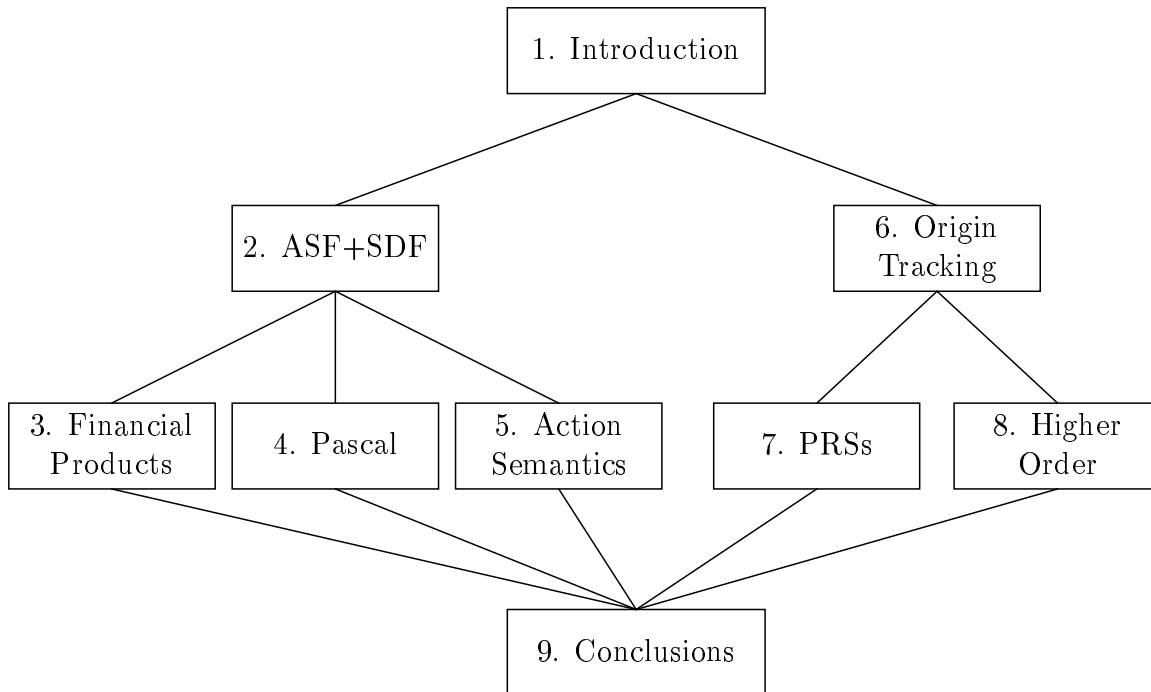 1. Introduction
2. ASF+SDF
6. Origin
Tracking
3. Financial
Products
4. Pascal
5. Action
Semantics
7. PRSs
8. Higher
Order
9. Conclusions